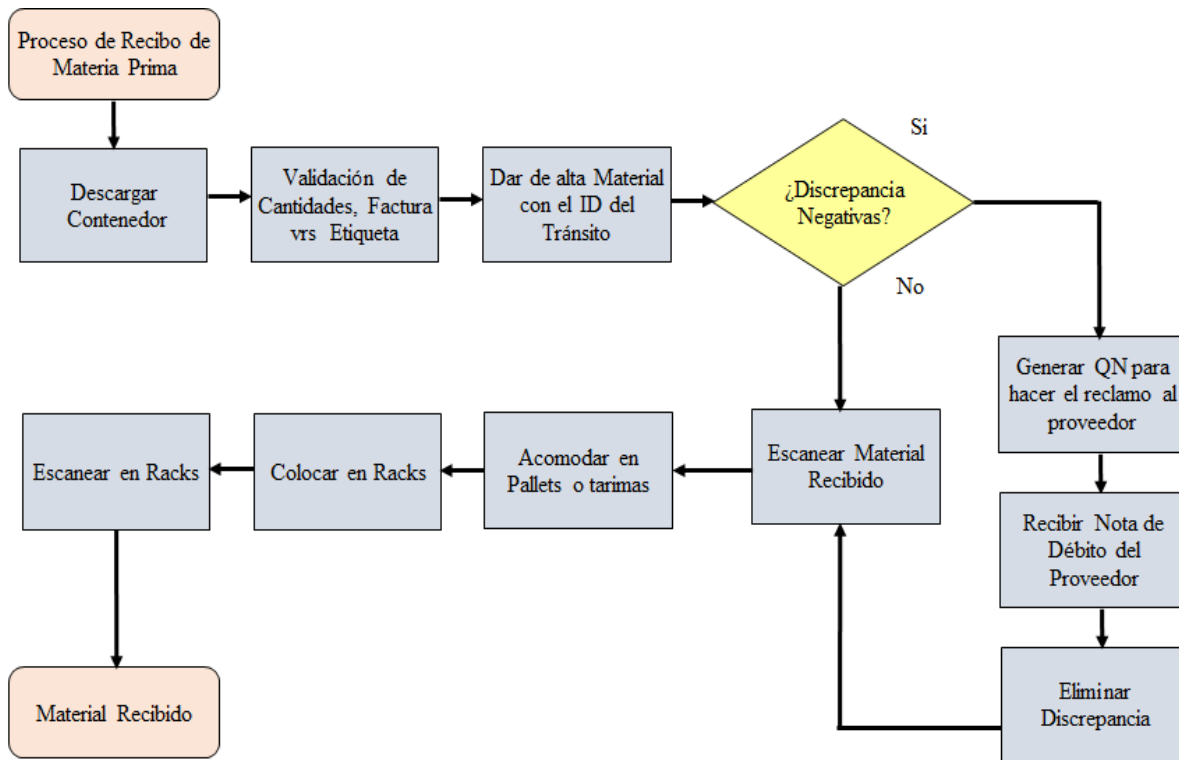 Proceso de Recibo de
Materia Prima
Descargar
Contenedor
Validación de
Cantidades, Factura
vrs Etiqueta
Dar de alta Material
con el ID del
Tránsito
¿Discrepancia
Negativas?
Si
No
Generar QN para
hacer el reclamo al
proveedor
Recibir Nota de
Débito del
Proveedor
Eliminar
Discrepancia
Escanear Material
Recibido
Acomodar en
Pallets o tarimas
Colocar en Racks
Escanear en Racks
Material Recibido